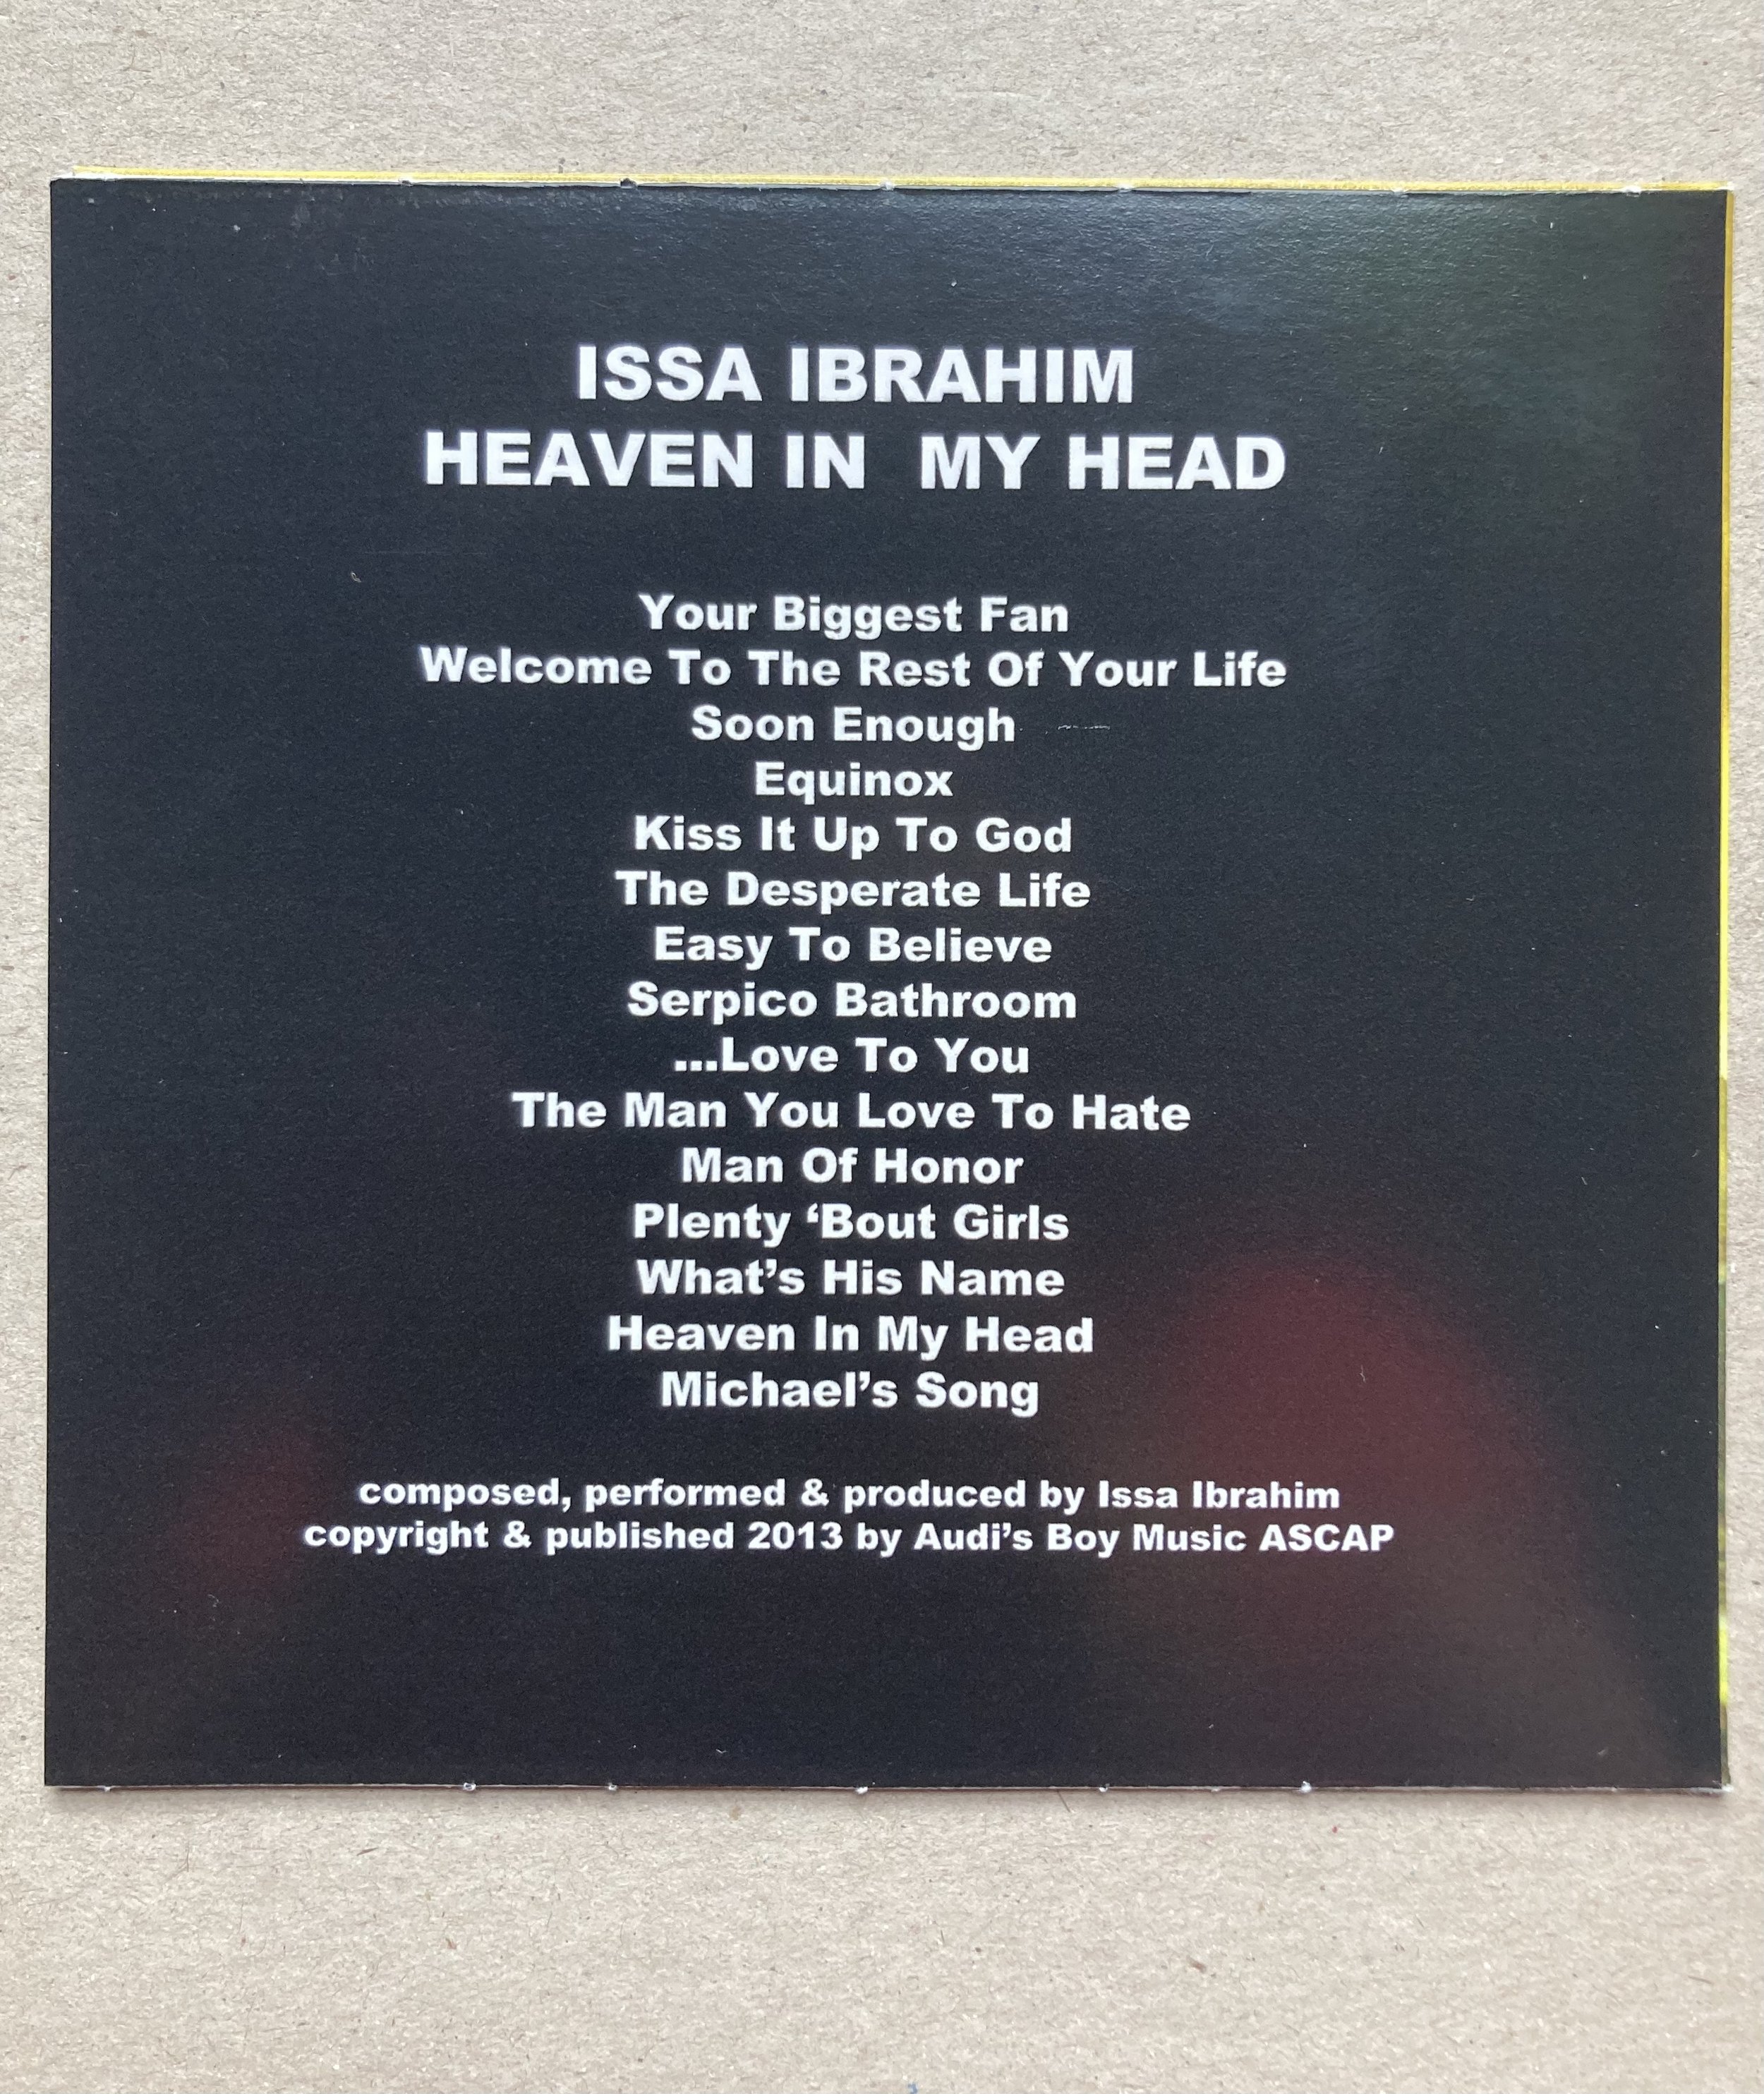 ISSA IBRAHIM
HEAVEN IN  MY HEAD
Your Biggest Fan
Welcome To The Rest Of Your Life
Soon Enough
Equinox
Kiss It Up To God
The Desperate Life
Easy To Believe
Serpico Bathroom
...Love To You
The Man You Love To Hate
Man Of Honor
Plenty ‘Bout Girls
What’s His Name
Heaven In My Head
Michael’s Song
composed, performed & produced by Issa Ibrahim
copyright & published 2013 by Audi’s Boy Music ASCAP